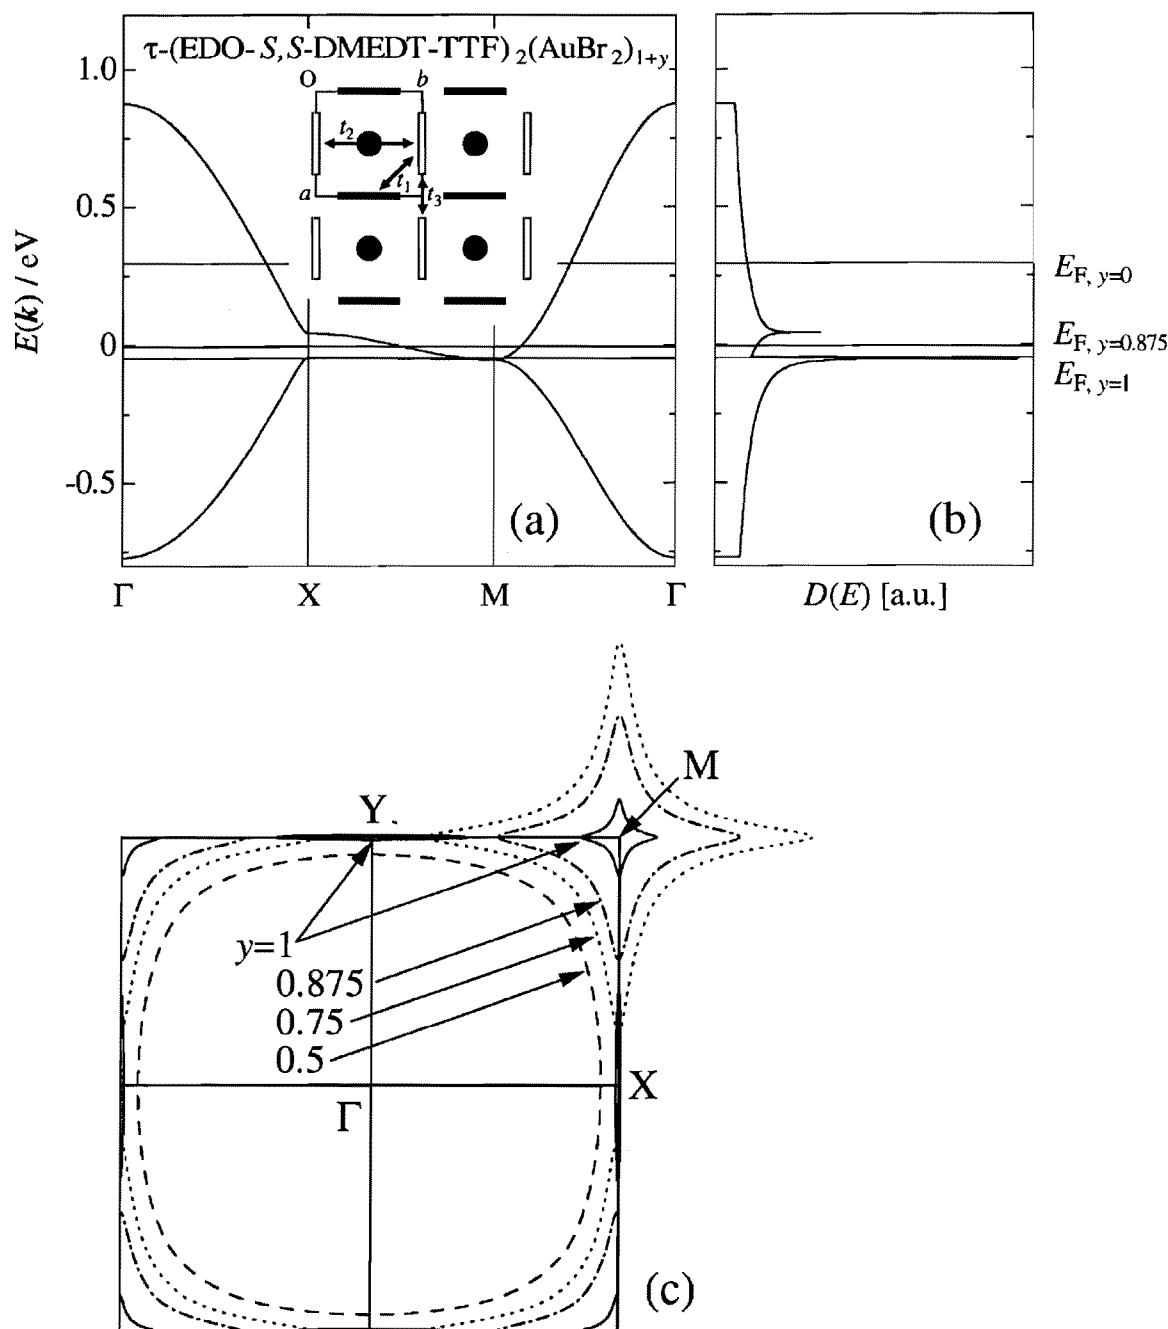 τ-(EDO-S,S-DMEDT-TTF)2(AuBr2)1+y
O b
t2
t1
a t3
1.0
0.5
0
-0.5
E(k) / eV
(a)
Γ X M Γ
(b)
D(E) [a.u.]
EF, y=0
EF, y=0.875
EF, y=1
M
Y
y=1
0.875
0.75
0.5
Γ
X
(c)